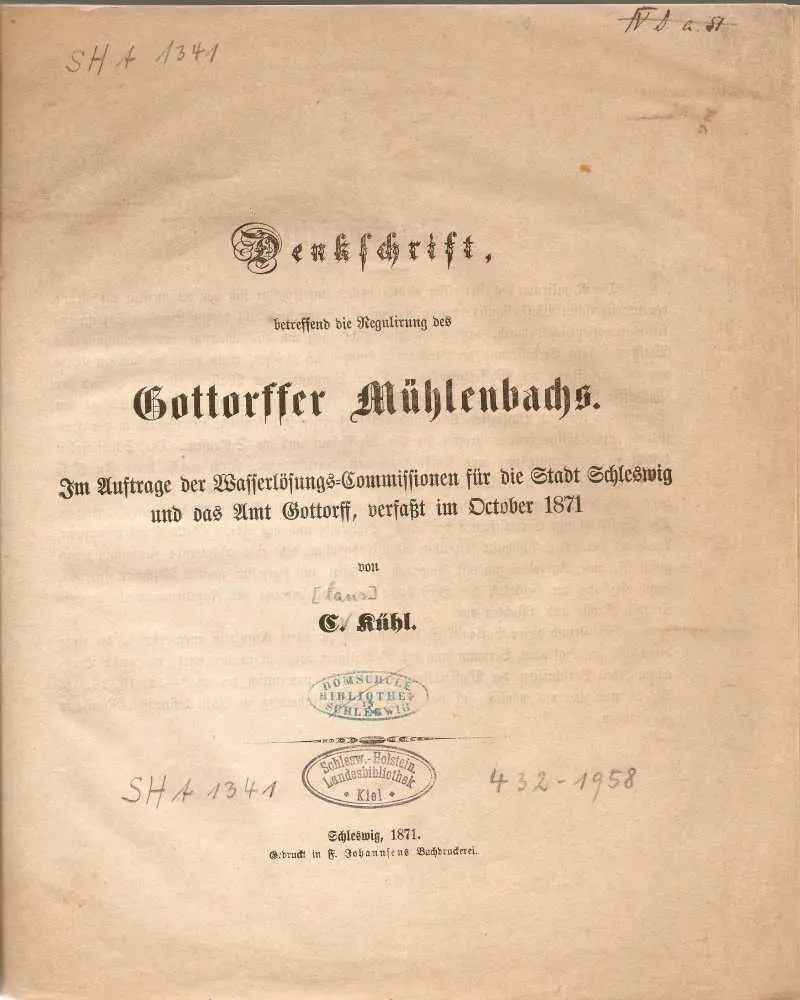 SH A 1341
IV D a 51
Denkschrift,
betreffend die Regulirung des
Gottorffer Mühlenbachs.
Im Auftrage der Wasserlösungs-Commissionen für die Stadt Schleswig
und das Amt Gottorff, verfaßt im October 1871
von
[laus]
C. Kühl.
DOMSCHULE
BIBLIOTHEK
IN
SCHLESWIG
Schlesw.-Holstein.
Landesbibliothek
* Kiel *
SH A 1341
432-1958
Schleswig, 1871.
Gedruckt in F. Johannsens Buchdruckerei.